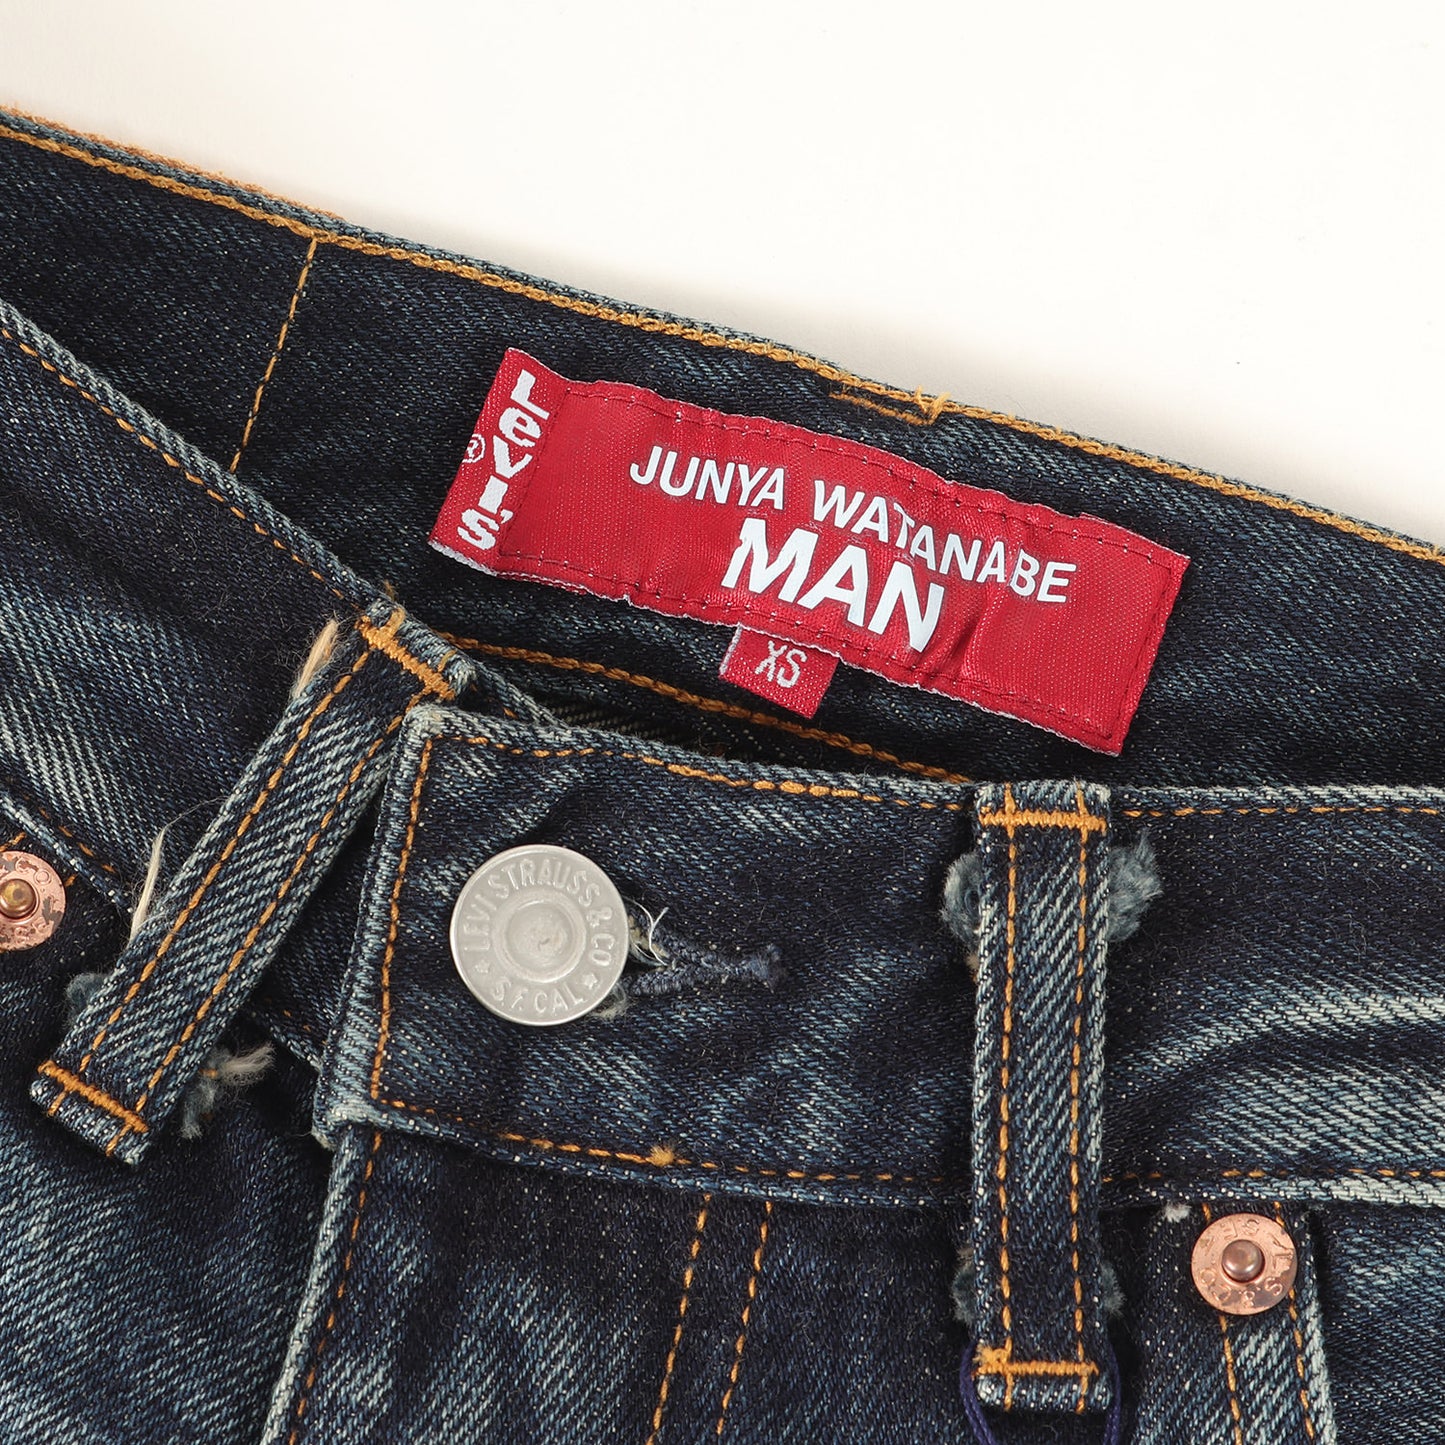 LEVI'S
®
JUNYA WATANABE
MAN
XS
LEVI STRAUSS & CO
S.F. CAL